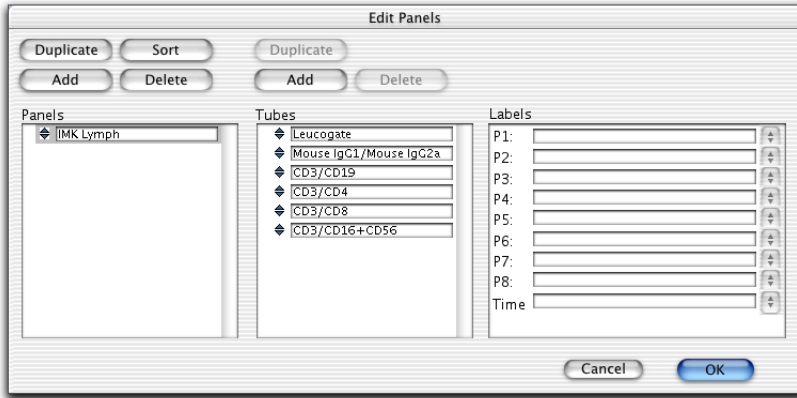 Edit Panels
Duplicate Sort Duplicate
Add Delete Add Delete
Panels Tubes Labels
IMK Lymph
Leucogate
Mouse IgG1/Mouse IgG2a
CD3/CD19
CD3/CD4
CD3/CD8
CD3/CD16+CD56
P1:
P2:
P3:
P4:
P5:
P6:
P7:
P8:
Time
Cancel OK